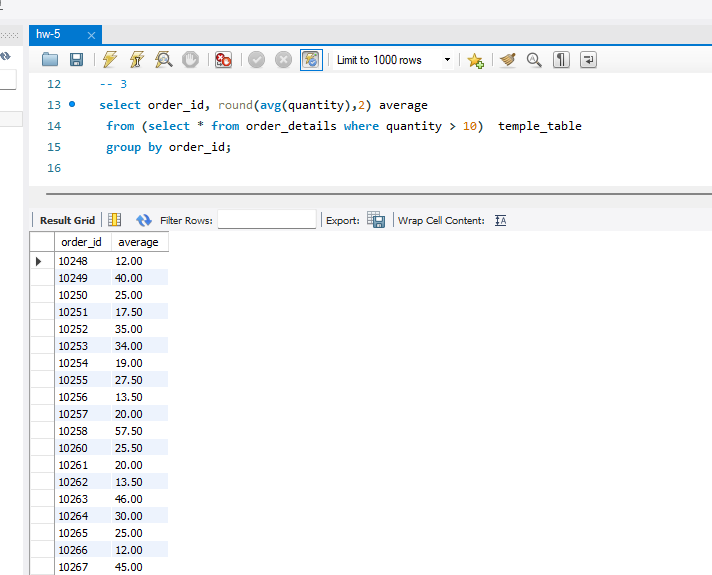 hw-5
Limit to 1000 rows
12 -- 3
13 select order_id, round(avg(quantity),2) average
14 from (select * from order_details where quantity > 10)  temple_table
15 group by order_id;
16
Result Grid Filter Rows: Export: Wrap Cell Content: IA
order_id average
10248 12.00
10249 40.00
10250 25.00
10251 17.50
10252 35.00
10253 34.00
10254 19.00
10255 27.50
10256 13.50
10257 20.00
10258 57.50
10260 25.50
10261 20.00
10262 13.50
10263 46.00
10264 30.00
10265 25.00
10266 12.00
10267 45.00